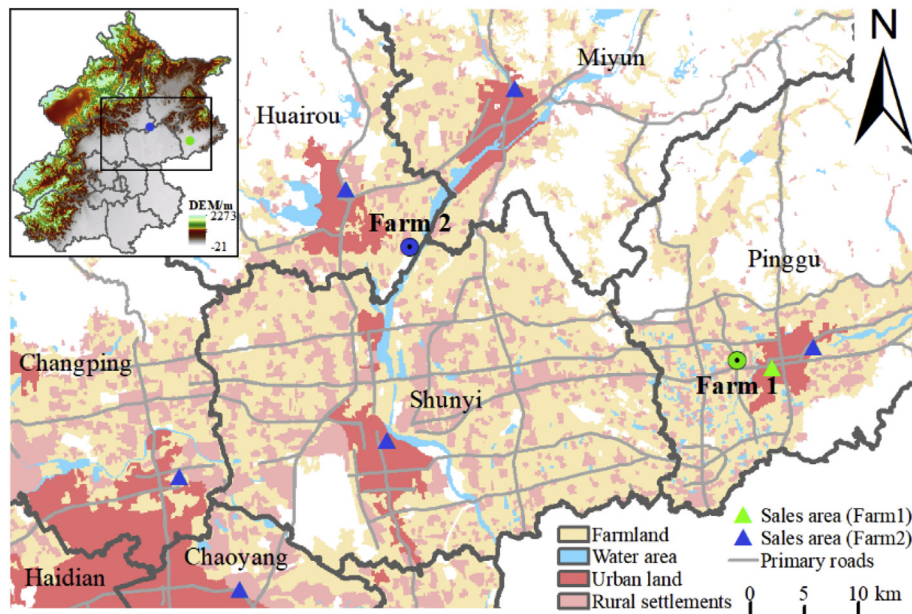 N
Miyun
Huairou
DEM/m
2273
-21
Farm 2
Pinggu
Changping
Shunyi
Farm 1
Chaoyang
Haidian
Farmland
Water area
Urban land
Rural settlements
Sales area (Farm1)
Sales area (Farm2)
Primary roads
0 5 10 km